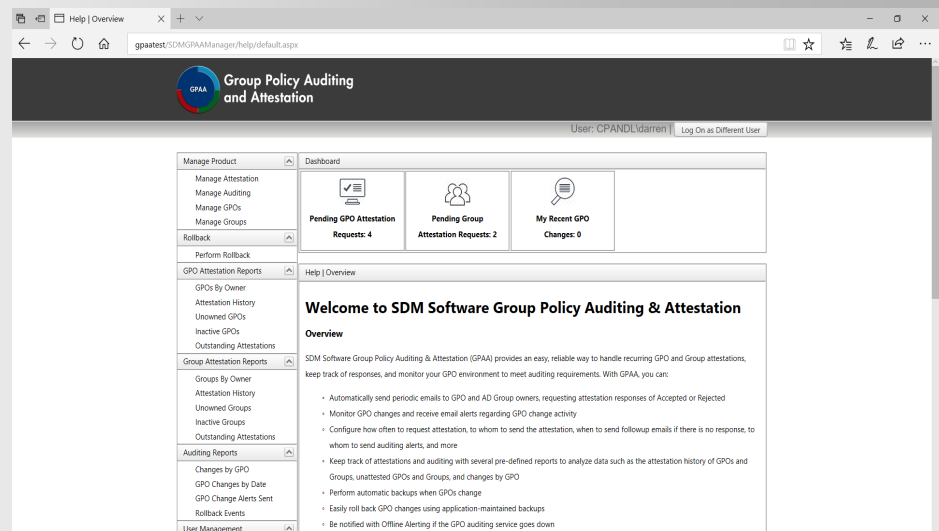 Help | Overview
gpaatest/SDMGPAAManager/help/default.aspx
GPAA
Group Policy Auditing
and Attestation
User: CPANDL\darren |
Log On as Different User
Manage Product
Manage Attestation
Manage Auditing
Manage GPOs
Manage Groups
Rollback
Perform Rollback
GPO Attestation Reports
GPOs By Owner
Attestation History
Unowned GPOs
Inactive GPOs
Outstanding Attestations
Group Attestation Reports
Groups By Owner
Attestation History
Unowned Groups
Inactive Groups
Outstanding Attestations
Auditing Reports
Changes by GPO
GPO Changes by Date
GPO Change Alerts Sent
Rollback Events
User Management
Dashboard
Pending GPO Attestation
Requests: 4
Pending Group
Attestation Requests: 2
My Recent GPO
Changes: 0
Help | Overview
Welcome to SDM Software Group Policy Auditing & Attestation
Overview
SDM Software Group Policy Auditing & Attestation (GPAA) provides an easy, reliable way to handle recurring GPO and Group attestations,
keep track of responses, and monitor your GPO environment to meet auditing requirements. With GPAA, you can:
◦ Automatically send periodic emails to GPO and AD Group owners, requesting attestation responses of Accepted or Rejected
◦ Monitor GPO changes and receive email alerts regarding GPO change activity
◦ Configure how often to request attestation, to whom to send the attestation, when to send followup emails if there is no response, to
whom to send auditing alerts, and more
◦ Keep track of attestations and auditing with several pre-defined reports to analyze data such as the attestation history of GPOs and
Groups, unattested GPOs and Groups, and changes by GPO
◦ Perform automatic backups when GPOs change
◦ Easily roll back GPO changes using application-maintained backups
◦ Be notified with Offline Alerting if the GPO auditing service goes down